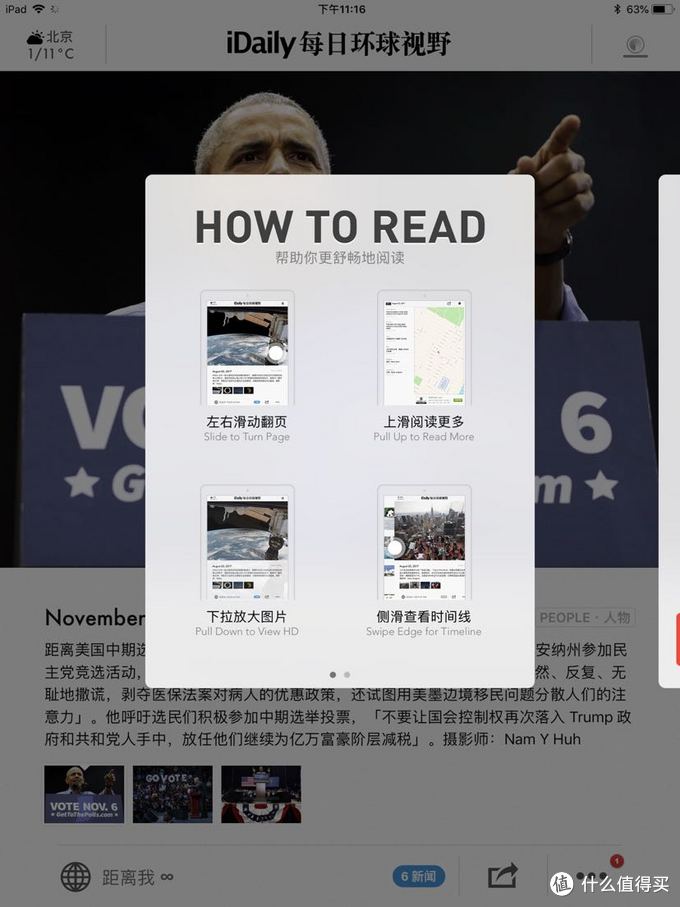 iPad
下午11:16
63%
北京
1/11°C
iDaily 每日环球视野
HOW TO READ
帮助你更舒畅地阅读
左右滑动翻页
Slide to Turn Page
上滑阅读更多
Pull Up to Read More
下拉放大图片
Pull Down to View HD
侧滑查看时间线
Swipe Edge for Timeline
VO
6
G
om
November
PEOPLE · 人物
距离美国中期选
安纳州参加民
主党竞选活动,
然、反复、无
耻地撒谎，剥夺医保法案对病人的优惠政策，还试图用美墨边境移民问题分散人们的注
意力」。他呼吁选民们积极参加中期选举投票，「不要让国会控制权再次落入 Trump 政
府和共和党人手中，放任他们继续为亿万富豪阶层减税」。摄影师：Nam Y Huh
VOTE NOV. 6
GetToThePolls.com
GO VOTE
距离我 ∞
6 新闻
1
值 什么值得买